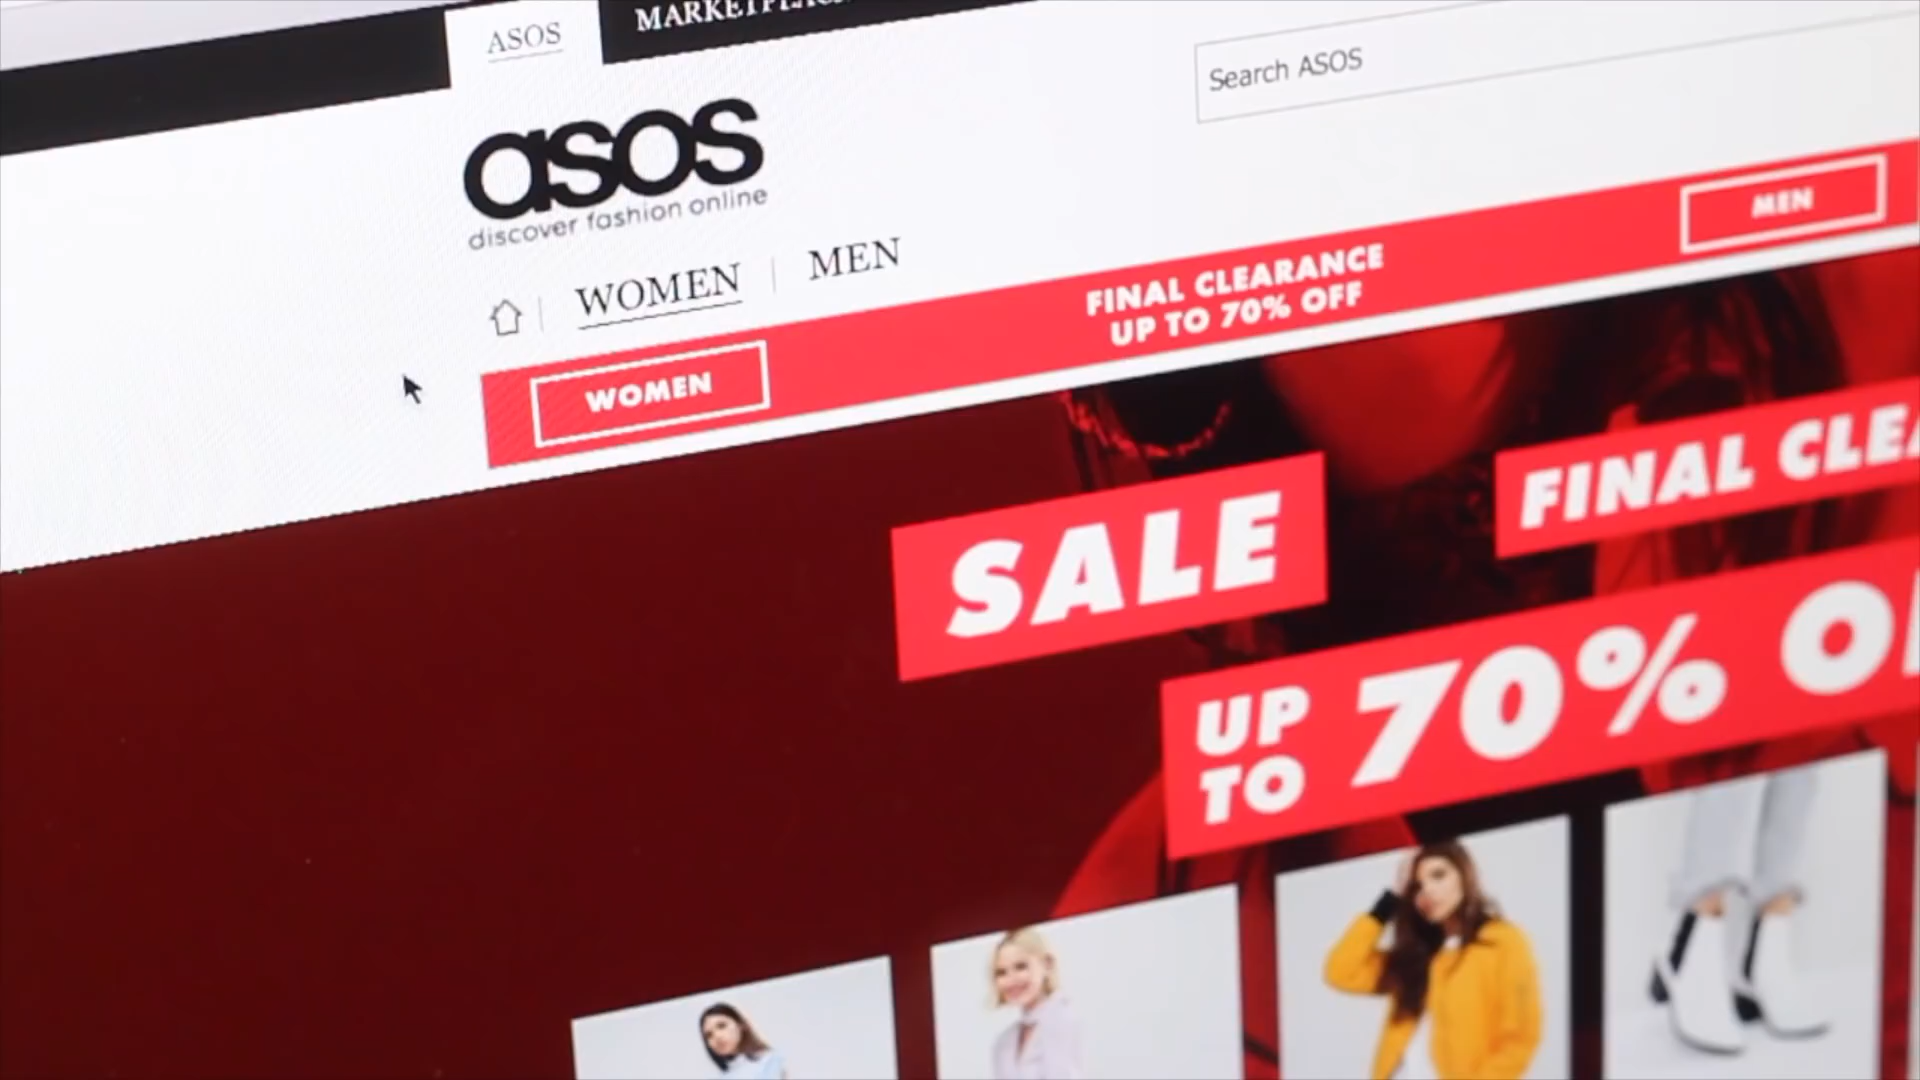 ASOS
asos
discover fashion online
Search ASOS
WOMEN
MEN
WOMEN
FINAL CLEARANCE
UP TO 70% OFF
MEN
SALE
FINAL
UP TO 70%